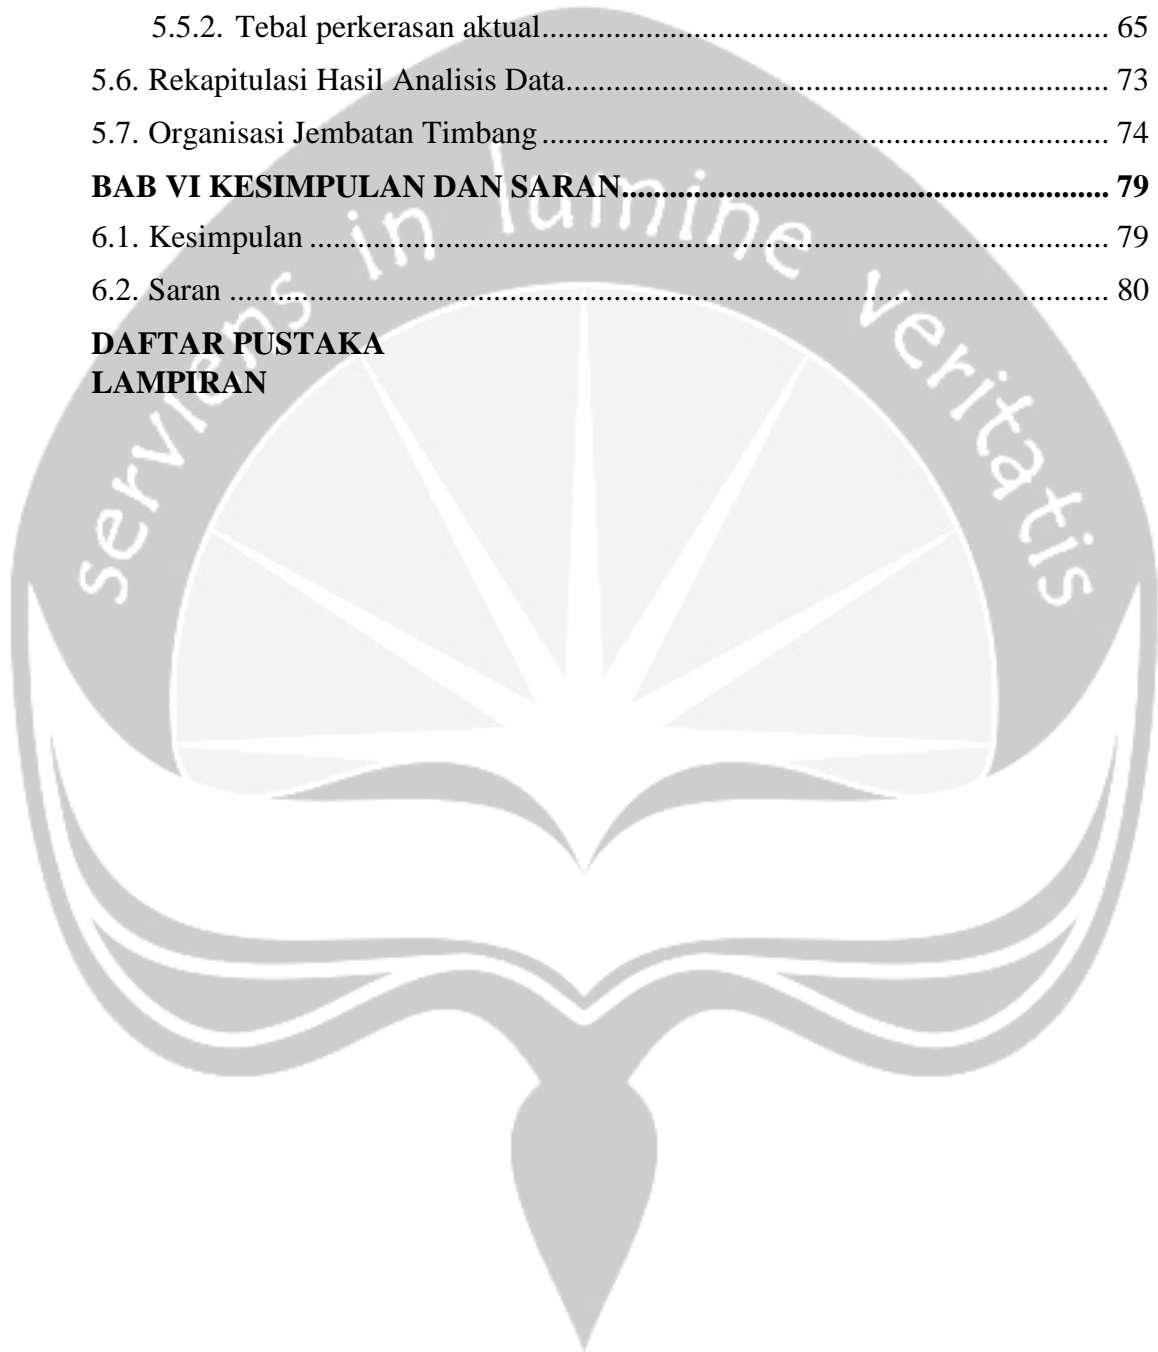 5.5.2. Tebal perkerasan aktual........................................................................ 65
5.6. Rekapitulasi Hasil Analisis Data..................................................................... 73
5.7. Organisasi Jembatan Timbang ........................................................................ 74
BAB VI KESIMPULAN DAN SARAN.............................................................. 79
6.1. Kesimpulan ..................................................................................................... 79
6.2. Saran ............................................................................................................... 80
DAFTAR PUSTAKA
LAMPIRAN
serviens in lumine veritatis